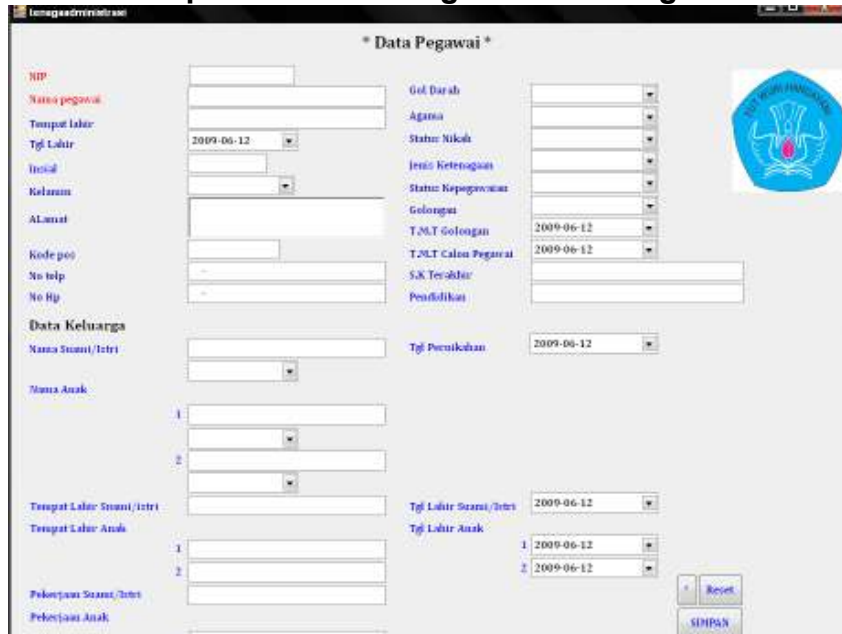 tenagaadministrasi
* Data Pegawai *
NIP
Nama pegawai
Tempat lahir
Tgl Lahir 2009-06-12
Inisial
Kelamin
ALamat
Kode pos
No telp -
No Hp -
Gol Darah
Agama
Status Nikah
Jenis Ketenagaan
Status Kepegawaian
Golongan
T.M.T Golongan 2009-06-12
T.M.T Calon Pegawai 2009-06-12
S.K Terakhir
Pendidikan
TUT WURI HANDAYANI
Data Keluarga
Nama Suami/Istri
Tgl Pernikahan 2009-06-12
Nama Anak
1
2
Tempat Lahir Suami/istri
Tgl Lahir Suami/Istri 2009-06-12
Tempat Lahir Anak
1
2
Tgl Lahir Anak
1 2009-06-12
2 2009-06-12
Pekerjaan Suami/Istri
Pekerjaan Anak
Reset
SIMPAN